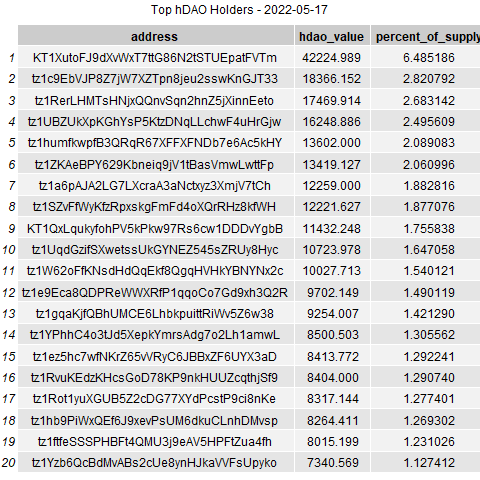 Top hDAO Holders - 2022-05-17
address hdao_value percent_of_supply
1 KT1XutoFJ9dXvWxT7ttG86N2tSTUEpatFVTm 42224.989 6.485186
2 tz1c9EbVJP8Z7jW7XZTpn8jeu2sswKnGJT33 18366.152 2.820792
3 tz1RerLHMTsHNjxQQnvSqn2hnZ5jXinnEeto 17469.914 2.683142
4 tz1UBZUkXpKGhYsP5KtzDNqLLchwF4uHrGjw 16248.886 2.495609
5 tz1humfkwpfB3QRqR67XFFXFNDb7e6Ac5kHY 13602.000 2.089083
6 tz1ZKAeBPY629Kbneiq9jV1tBasVmwLwttFp 13419.127 2.060996
7 tz1a6pAJA2LG7LXcraA3aNctxyz3XmjV7tCh 12259.000 1.882816
8 tz1SZvFfWyKfzRpxskgFmFd4oXQrRHz8kfWH 12221.627 1.877076
9 KT1QxLqukyfohPV5kPkw97Rs6cw1DDDvYgbB 11432.248 1.755838
10 tz1UqdGzifSXwetssUkGYNEZ545sZRUy8Hyc 10723.978 1.647058
11 tz1W62oFfKNsdHdQqEkf8QgqHVHkYBNYNx2c 10027.713 1.540121
12 tz1e9Eca8QDPReWWXRfP1qqoCo7Gd9xh3Q2R 9702.149 1.490119
13 tz1gqaKjfQBhUMCE6LhbkpuittRiWv5Z6w38 9254.007 1.421290
14 tz1YPhhC4o3tJd5XepkYmrsAdg7o2Lh1amwL 8500.503 1.305562
15 tz1ez5hc7wfNKrZ65vVRyC6JBBxZF6UYX3aD 8413.772 1.292241
16 tz1RvuKEdzKHcsGoD78KP9nkHUUZcqthjSf9 8404.000 1.290740
17 tz1Rot1yuXGUB5Z2cDG77XYdPcstP9ci8nKe 8317.144 1.277401
18 tz1hb9PiWxQEf6J9xevPsUM6dkuCLnhDMvsp 8264.411 1.269302
19 tz1ftfeSSSPHBFt4QMU3j9eAV5HPFtZua4fh 8015.199 1.231026
20 tz1Yzb6QcBdMvABs2cUe8ynHJkaVVFsUpyko 7340.569 1.127412